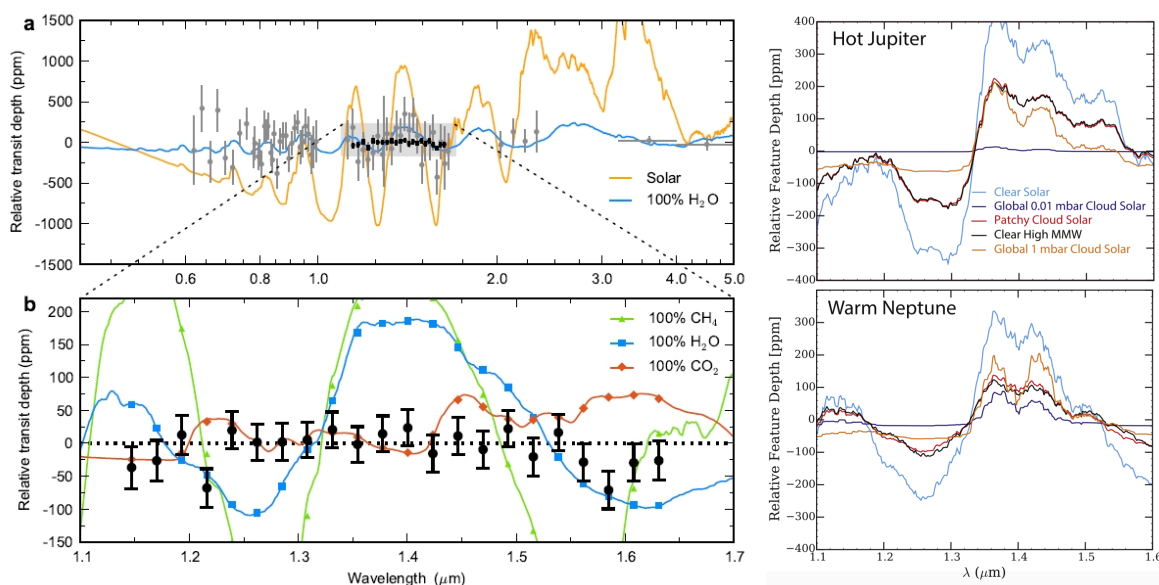 a
Relative transit depth (ppm)
1500
1000
500
0
-500
-1000
-1500
Solar
100% H2O
0.6
0.8
1.0
2.0
3.0
4.0
5.0
b
Relative transit depth (ppm)
200
150
100
50
0
-50
-100
-150
100% CH4
100% H2O
100% CO2
1.1
1.2
1.3
1.4
1.5
1.6
1.7
Wavelength (μm)
Hot Jupiter
Relative Feature Depth [ppm]
400
300
200
100
0
−100
−200
−300
−400
Clear Solar
Global 0.01 mbar Cloud Solar
Patchy Cloud Solar
Clear High MMW
Global 1 mbar Cloud Solar
Warm Neptune
Relative Feature Depth [ppm]
300
200
100
0
−100
−200
−300
−400
1.1
1.2
1.3
1.4
1.5
1.6
λ (μm)